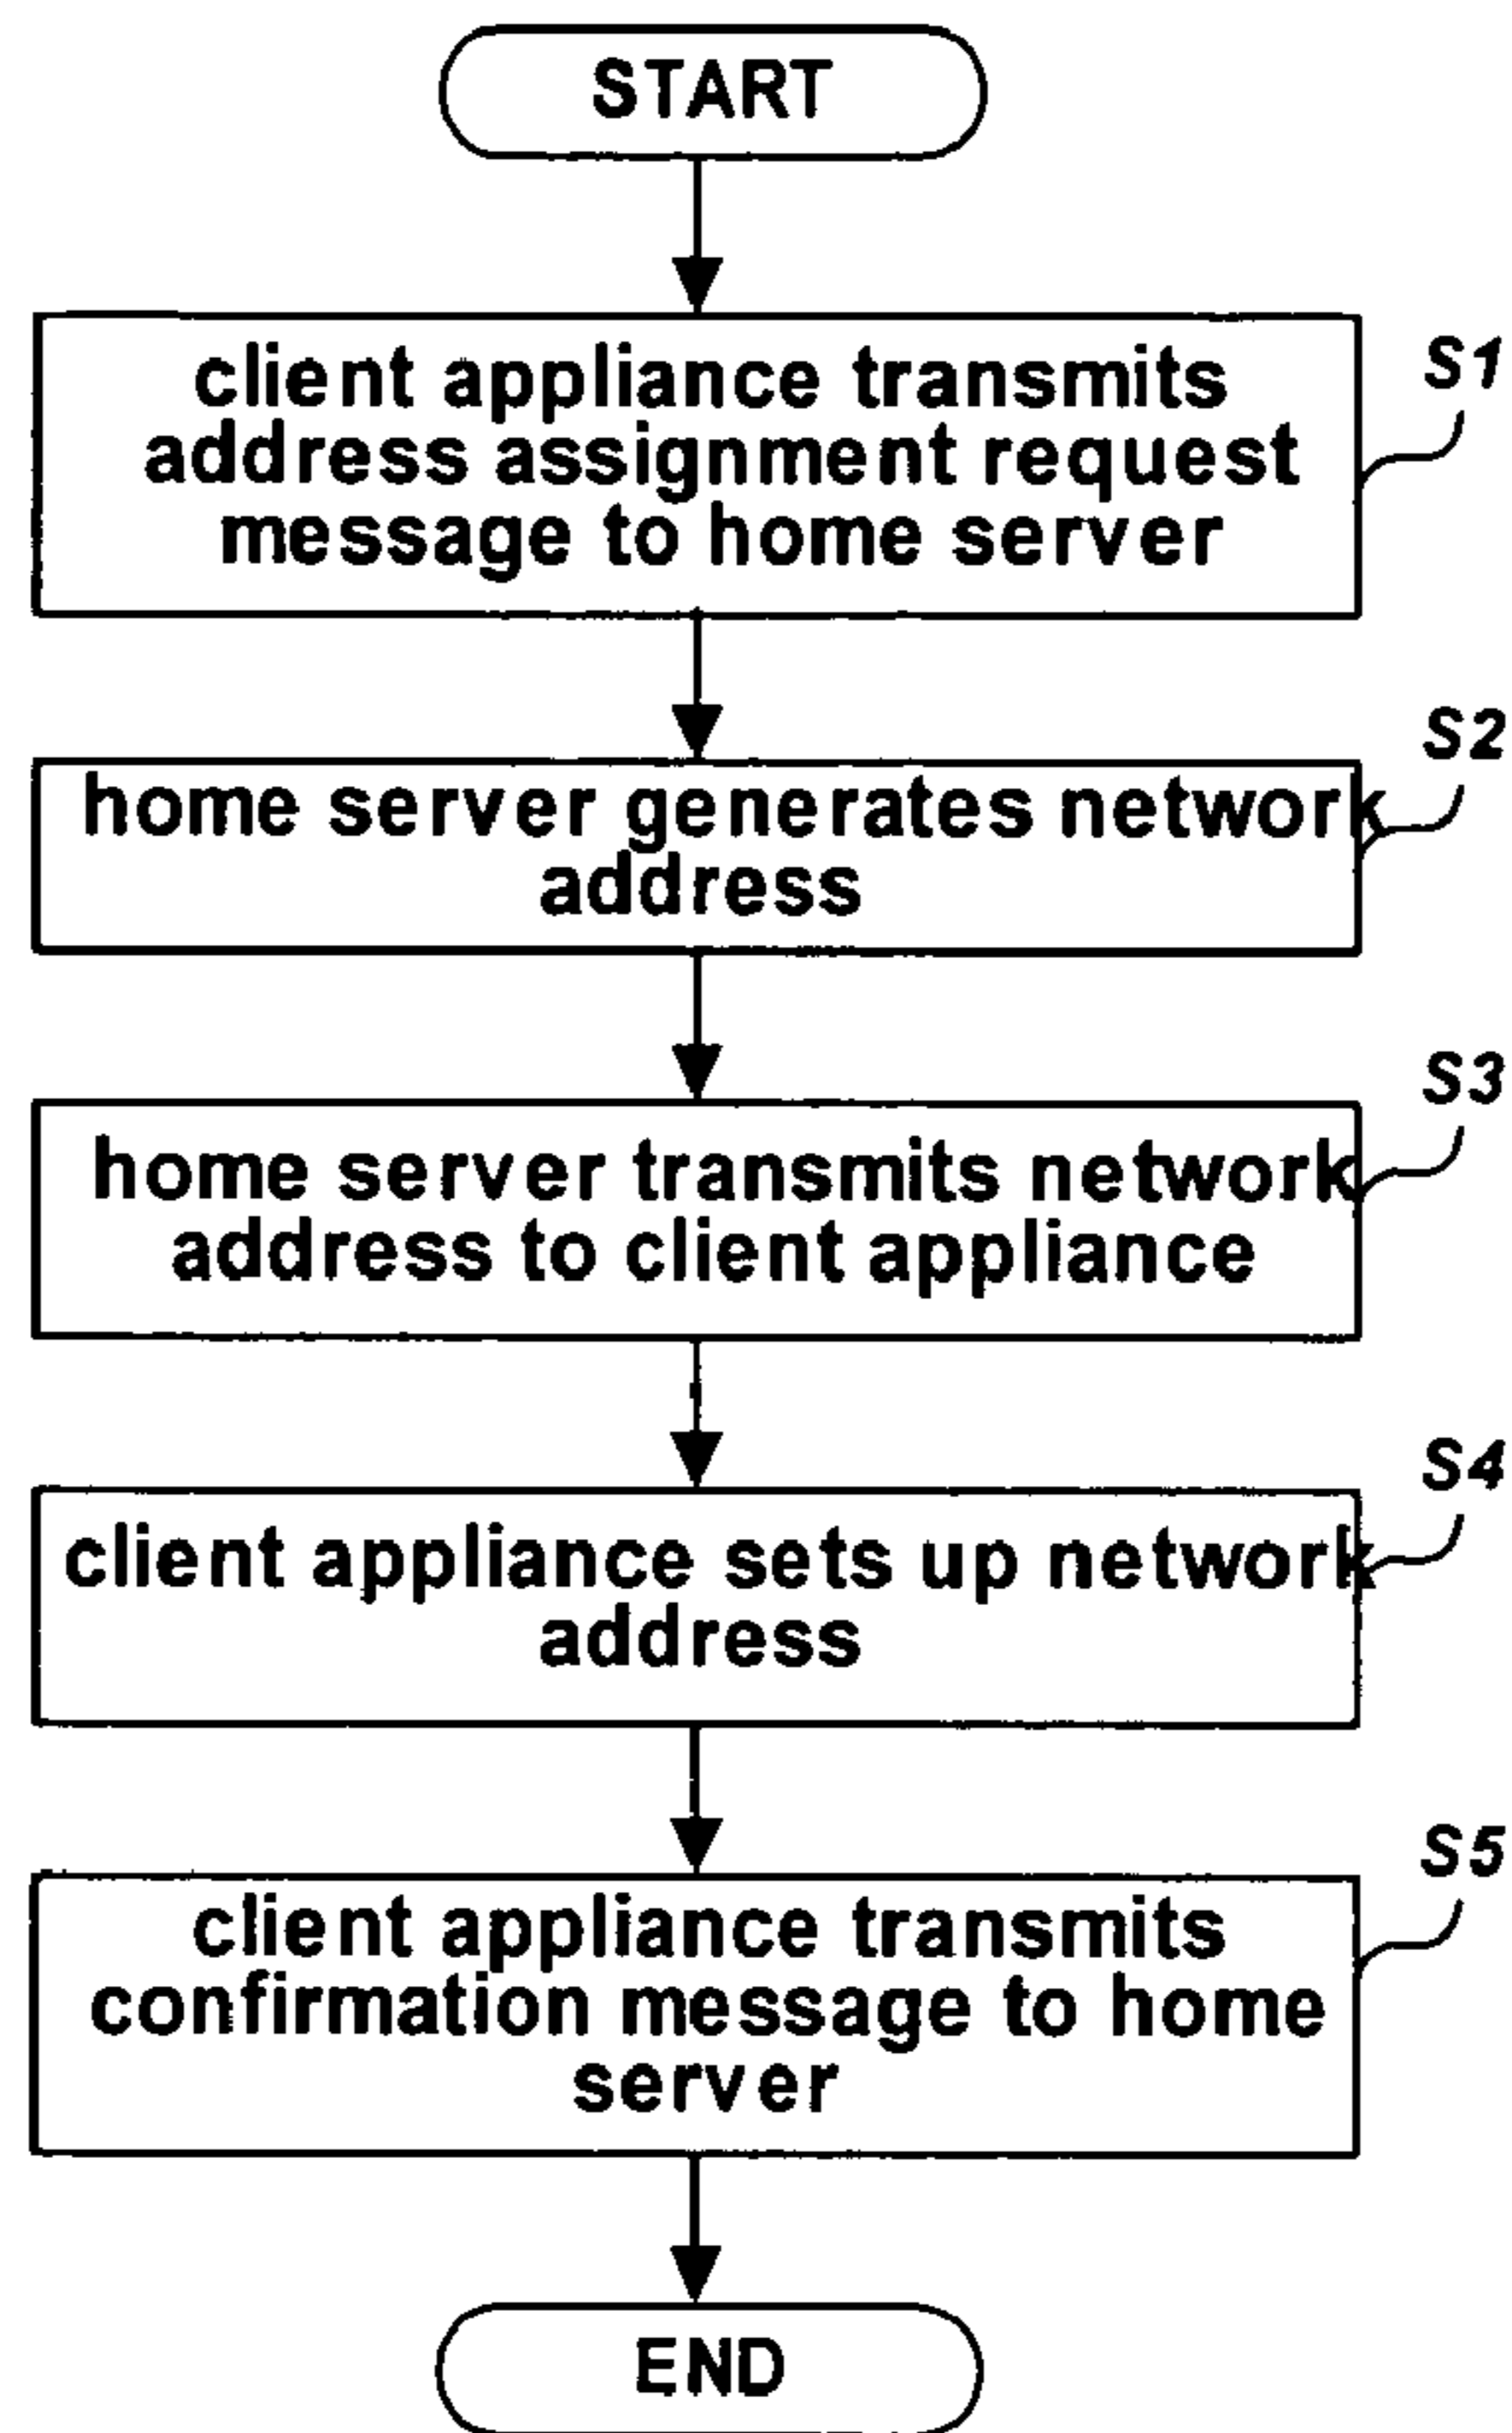 START
client appliance transmits
address assignment request
message to home server
S1
home server generates network
address
S2
home server transmits network
address to client appliance
S3
client appliance sets up network
address
S4
client appliance transmits
confirmation message to home
server
S5
END